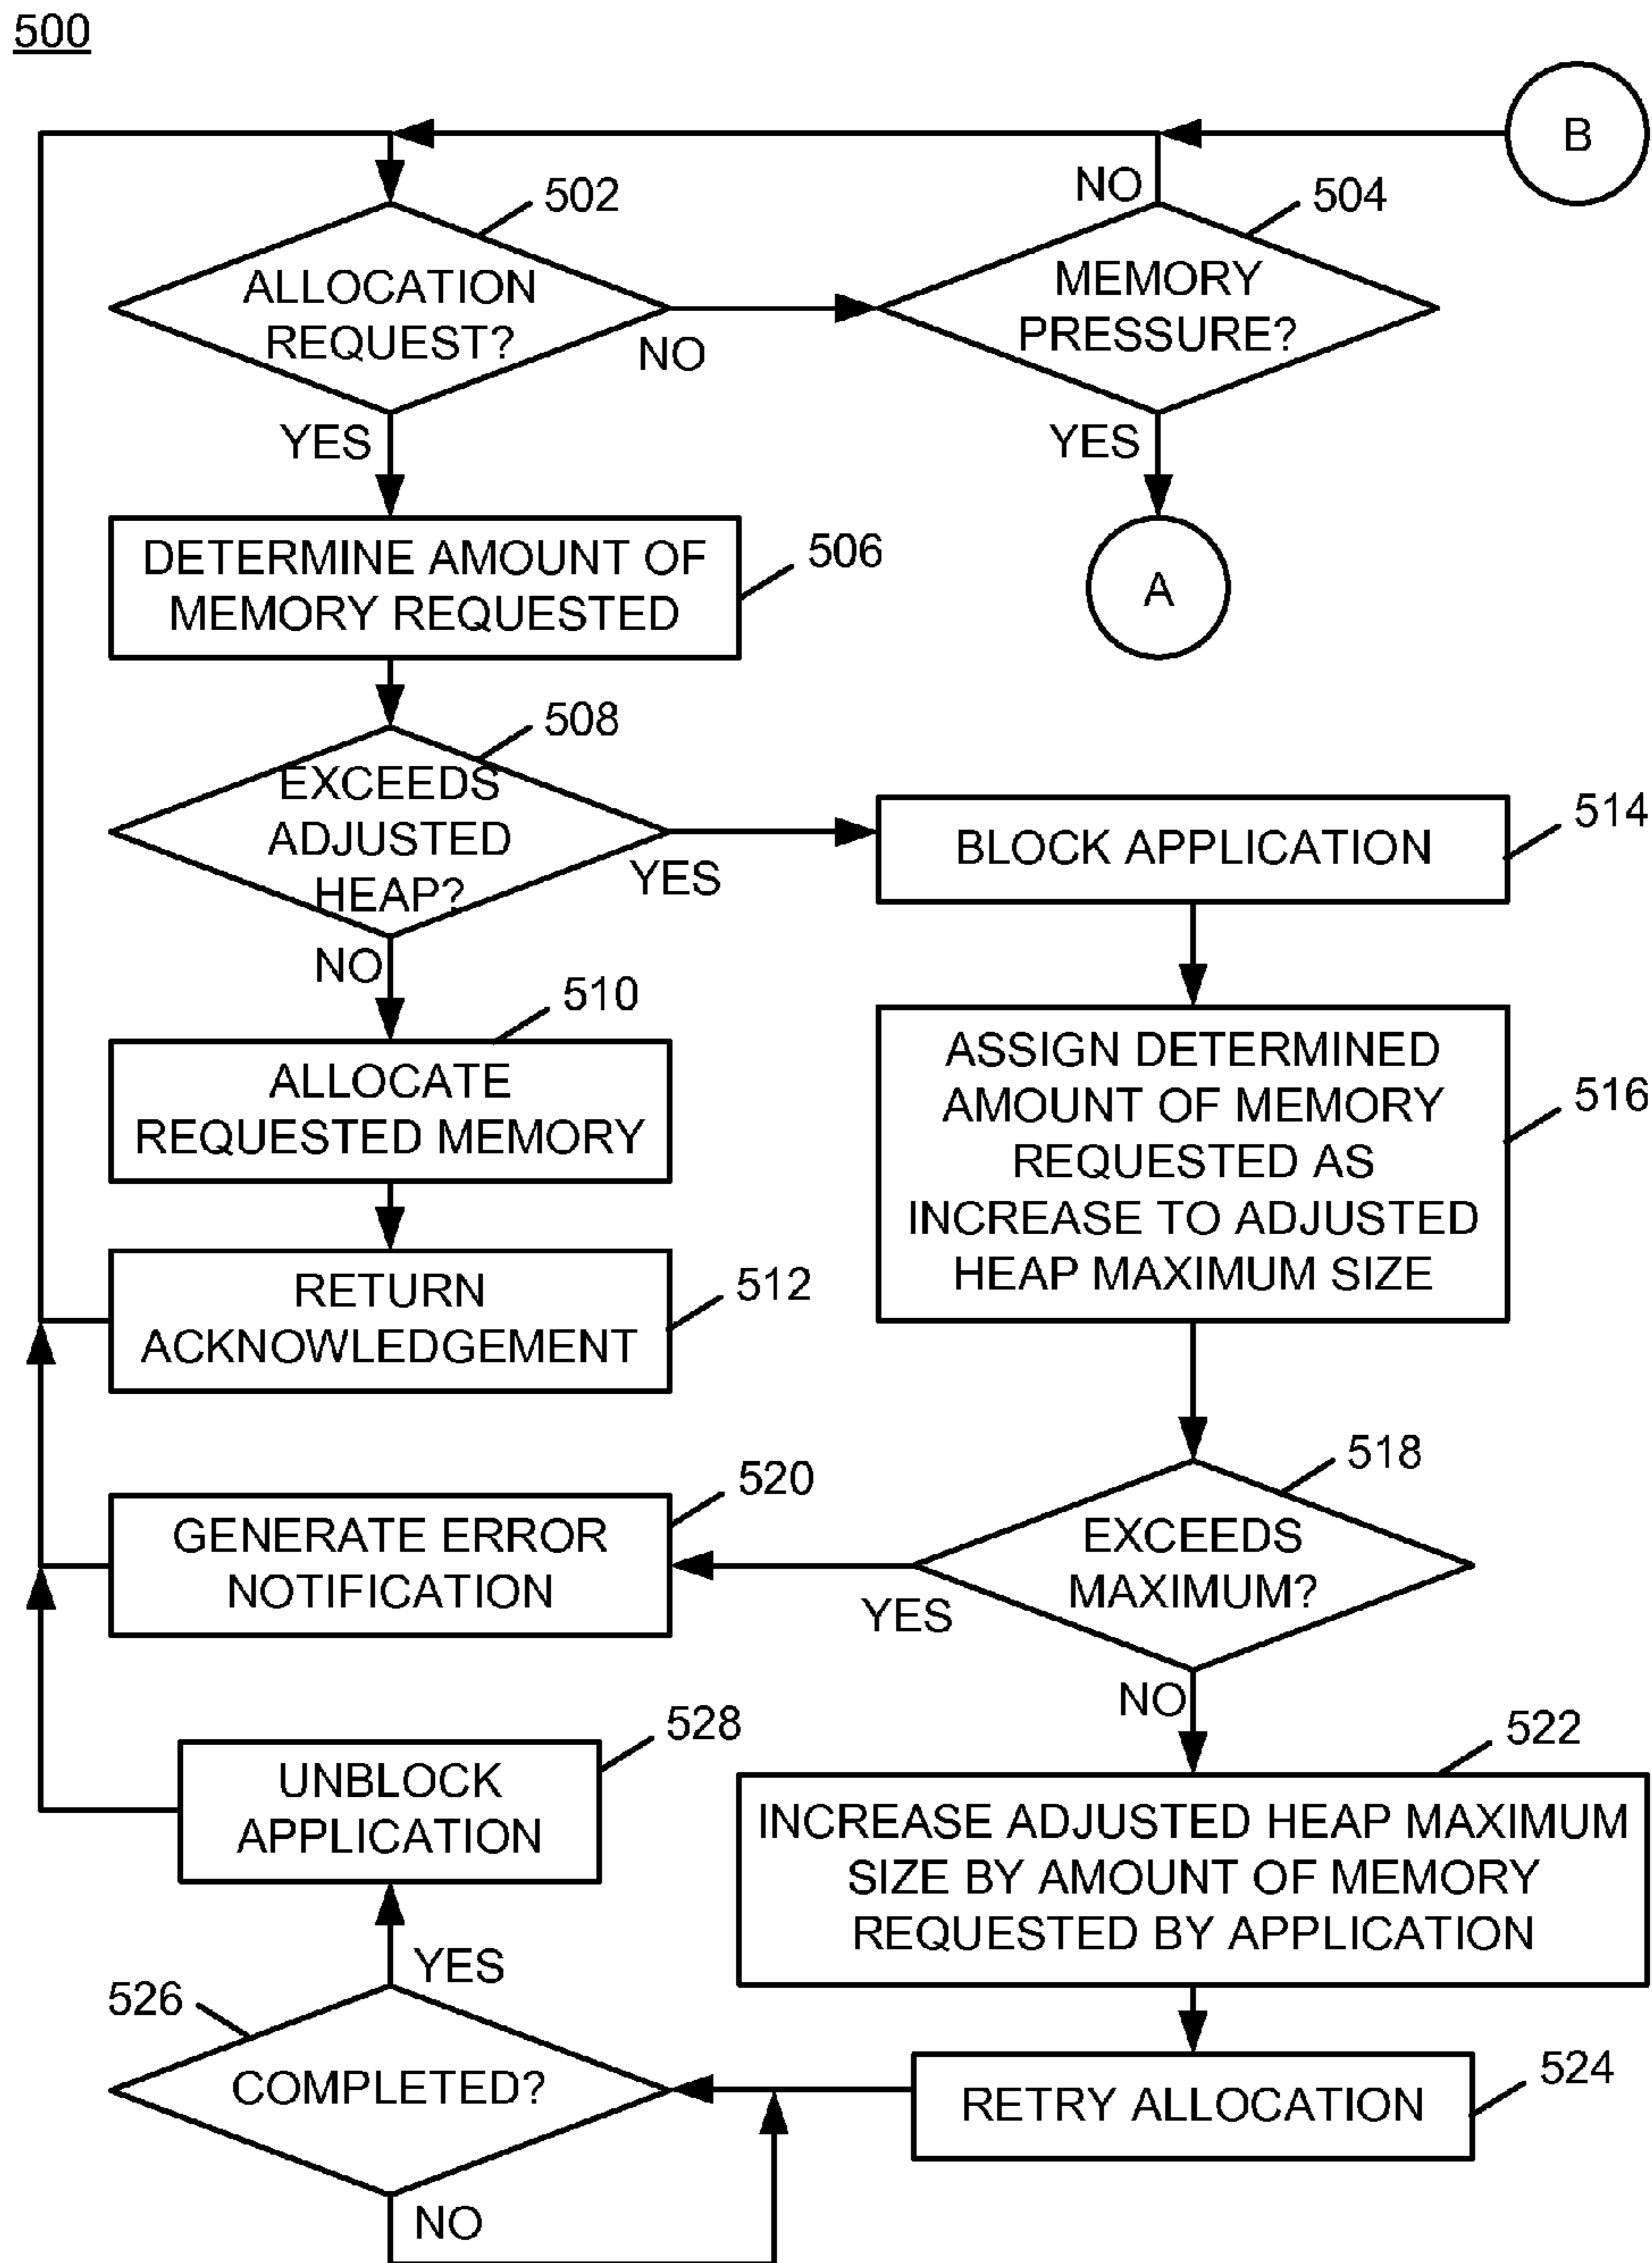 500
B
NO
502
504
ALLOCATION
REQUEST?
MEMORY
PRESSURE?
NO
YES
YES
DETERMINE AMOUNT OF
MEMORY REQUESTED
506
A
508
EXCEEDS
ADJUSTED
HEAP?
YES
BLOCK APPLICATION
514
NO
510
ALLOCATE
REQUESTED MEMORY
ASSIGN DETERMINED
AMOUNT OF MEMORY
REQUESTED AS
INCREASE TO ADJUSTED
HEAP MAXIMUM SIZE
516
RETURN
ACKNOWLEDGEMENT
512
518
520
GENERATE ERROR
NOTIFICATION
EXCEEDS
MAXIMUM?
YES
NO
528
UNBLOCK
APPLICATION
522
INCREASE ADJUSTED HEAP MAXIMUM
SIZE BY AMOUNT OF MEMORY
REQUESTED BY APPLICATION
YES
526
COMPLETED?
RETRY ALLOCATION
524
NO